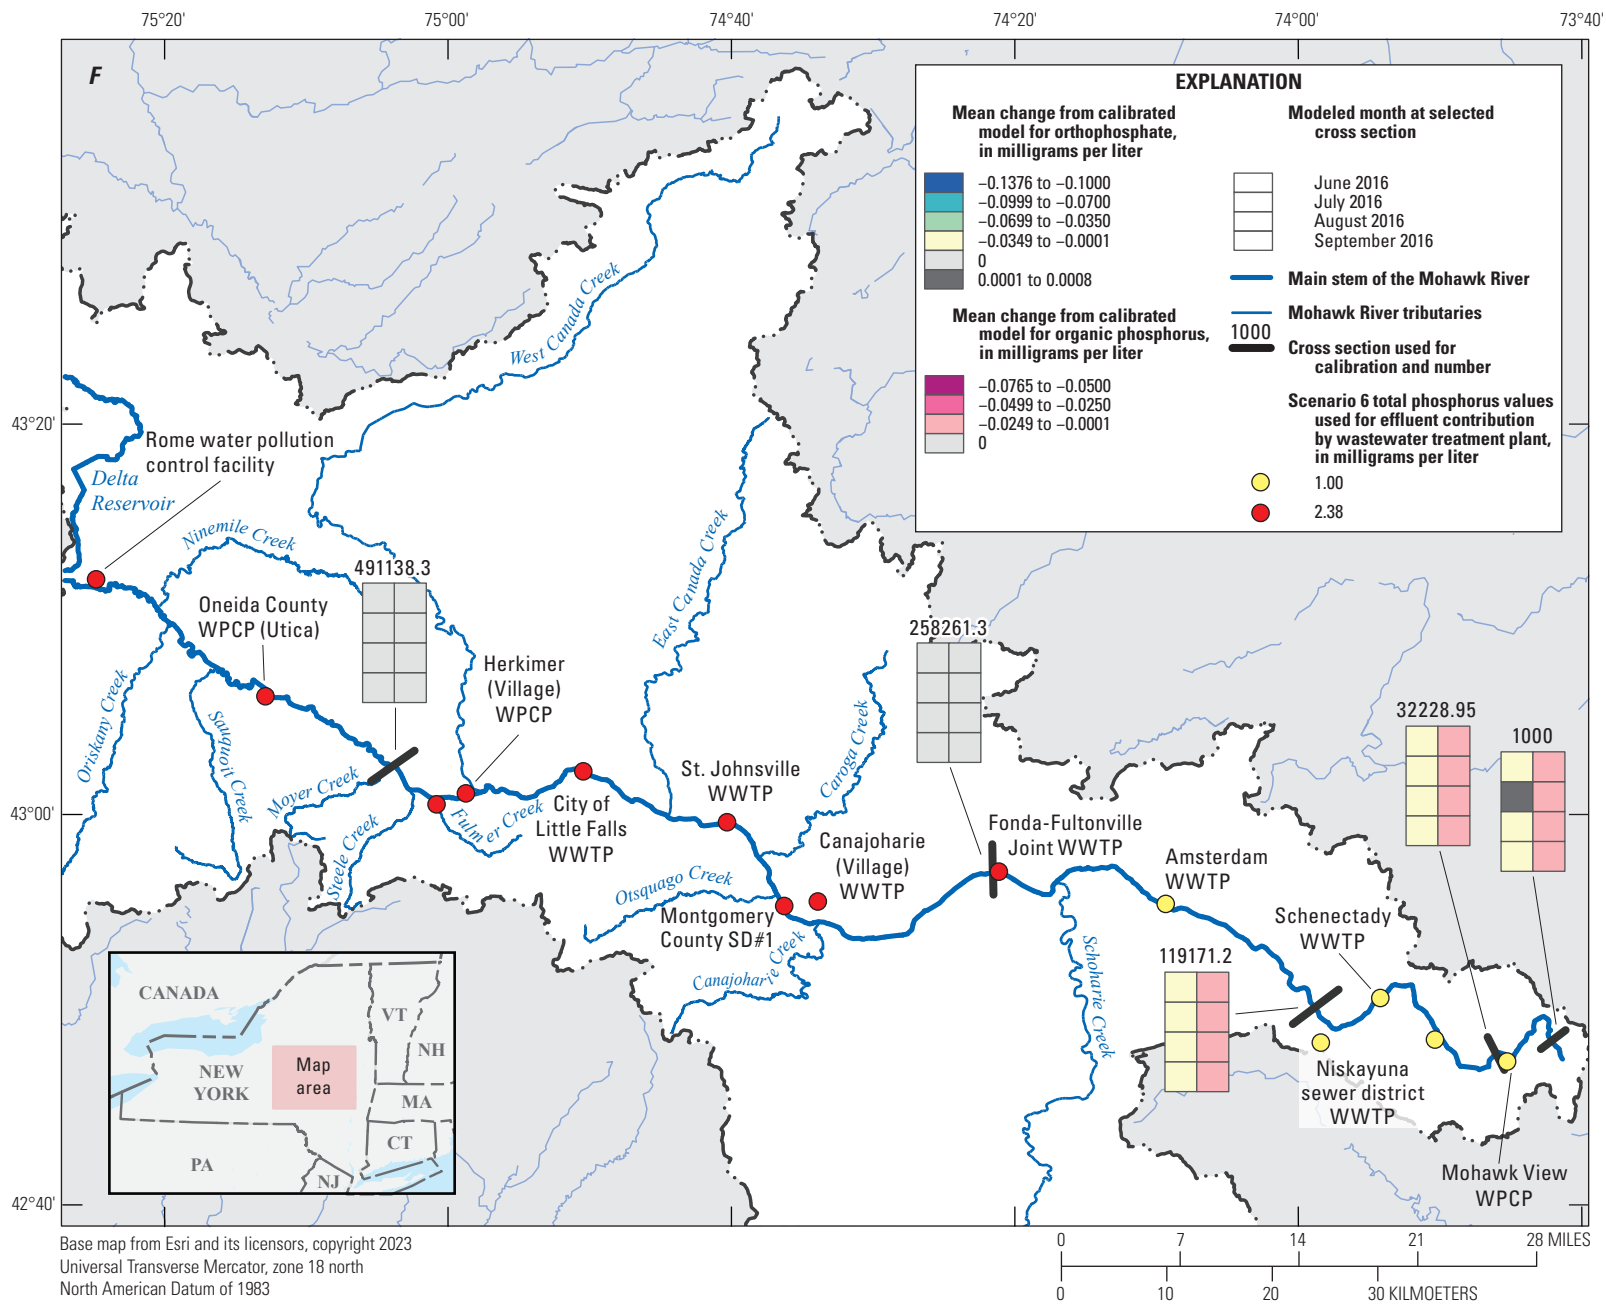 75°20'
75°00'
74°40'
74°20'
74°00'
73°40'
F
EXPLANATION
Mean change from calibrated
model for orthophosphate,
in milligrams per liter
−0.1376 to −0.1000
−0.0999 to −0.0700
−0.0699 to −0.0350
−0.0349 to −0.0001
0
0.0001 to 0.0008
Mean change from calibrated
model for organic phosphorus,
in milligrams per liter
−0.0765 to −0.0500
−0.0499 to −0.0250
−0.0249 to −0.0001
0
Modeled month at selected
cross section
June 2016
July 2016
August 2016
September 2016
Main stem of the Mohawk River
Mohawk River tributaries
1000
Cross section used for
calibration and number
Scenario 6 total phosphorus values
used for effluent contribution
by wastewater treatment plant,
in milligrams per liter
1.00
2.38
43°20'
43°00'
42°40'
West Canada Creek
Rome water pollution
control facility
Delta
Reservoir
Ninemile Creek
491138.3
Oneida County
WPCP (Utica)
Herkimer
(Village)
WPCP
East Canada Creek
258261.3
Oriskany Creek
Sauquoit Creek
Moyer Creek
Steele Creek
Fulmer Creek
City of
Little Falls
WWTP
St. Johnsville
WWTP
Caroga Creek
Canajoharie
(Village)
WWTP
Fonda-Fultonville
Joint WWTP
32228.95
1000
Amsterdam
WWTP
Otsquago Creek
Montgomery
County SD#1
Canajoharie Creek
Schoharie Creek
Schenectady
WWTP
119171.2
Niskayuna
sewer district
WWTP
Mohawk View
WPCP
CANADA
VT
NH
NEW
YORK
Map
area
MA
CT
PA
NJ
Base map from Esri and its licensors, copyright 2023
Universal Transverse Mercator, zone 18 north
North American Datum of 1983
0
7
14
21
28 MILES
0
10
20
30 KILMOETERS